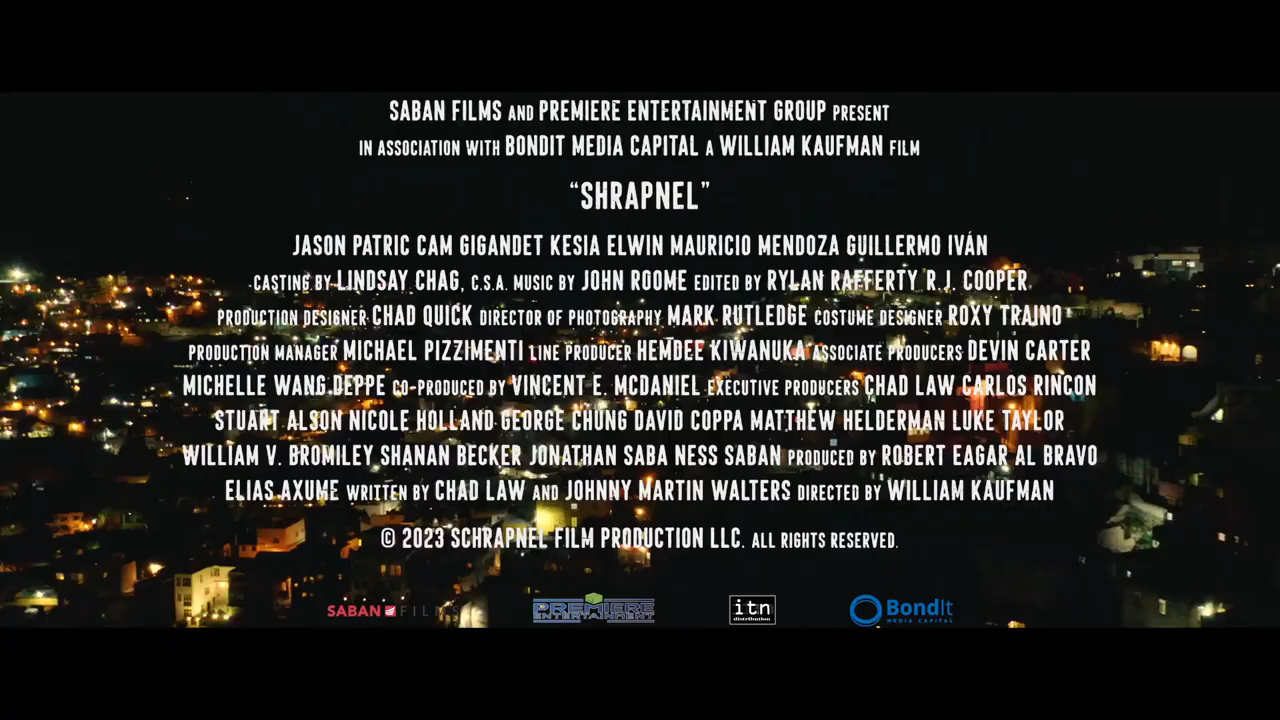 SABAN FILMS AND PREMIERE ENTERTAINMENT GROUP PRESENT
IN ASSOCIATION WITH BONDIT MEDIA CAPITAL A WILLIAM KAUFMAN FILM
“SHRAPNEL”
JASON PATRIC CAM GIGANDET KESIA ELWIN MAURICIO MENDOZA GUILLERMO IVÁN
CASTING BY LINDSAY CHAG, C.S.A. MUSIC BY JOHN ROOME EDITED BY RYLAN RAFFERTY R.J. COOPER
PRODUCTION DESIGNER CHAD QUICK DIRECTOR OF PHOTOGRAPHY MARK RUTLEDGE COSTUME DESIGNER ROXY TRAINO
PRODUCTION MANAGER MICHAEL PIZZIMENTI LINE PRODUCER HEMDEE KIWANUKA ASSOCIATE PRODUCERS DEVIN CARTER
MICHELLE WANG DEPPE CO-PRODUCED BY VINCENT E. MCDANIEL EXECUTIVE PRODUCERS CHAD LAW CARLOS RINCON
STUART ALSON NICOLE HOLLAND GEORGE CHUNG DAVID COPPA MATTHEW HELDERMAN LUKE TAYLOR
WILLIAM V. BROMILEY SHANAN BECKER JONATHAN SABA NESS SABAN PRODUCED BY ROBERT EAGAR AL BRAVO
ELIAS AXUME WRITTEN BY CHAD LAW AND JOHNNY MARTIN WALTERS DIRECTED BY WILLIAM KAUFMAN
© 2023 SCHRAPNEL FILM PRODUCTION LLC. ALL RIGHTS RESERVED.
SABAN FILMS
PREMIERE ENTERTAINMENT
itn distribution
BondIt MEDIA CAPITAL